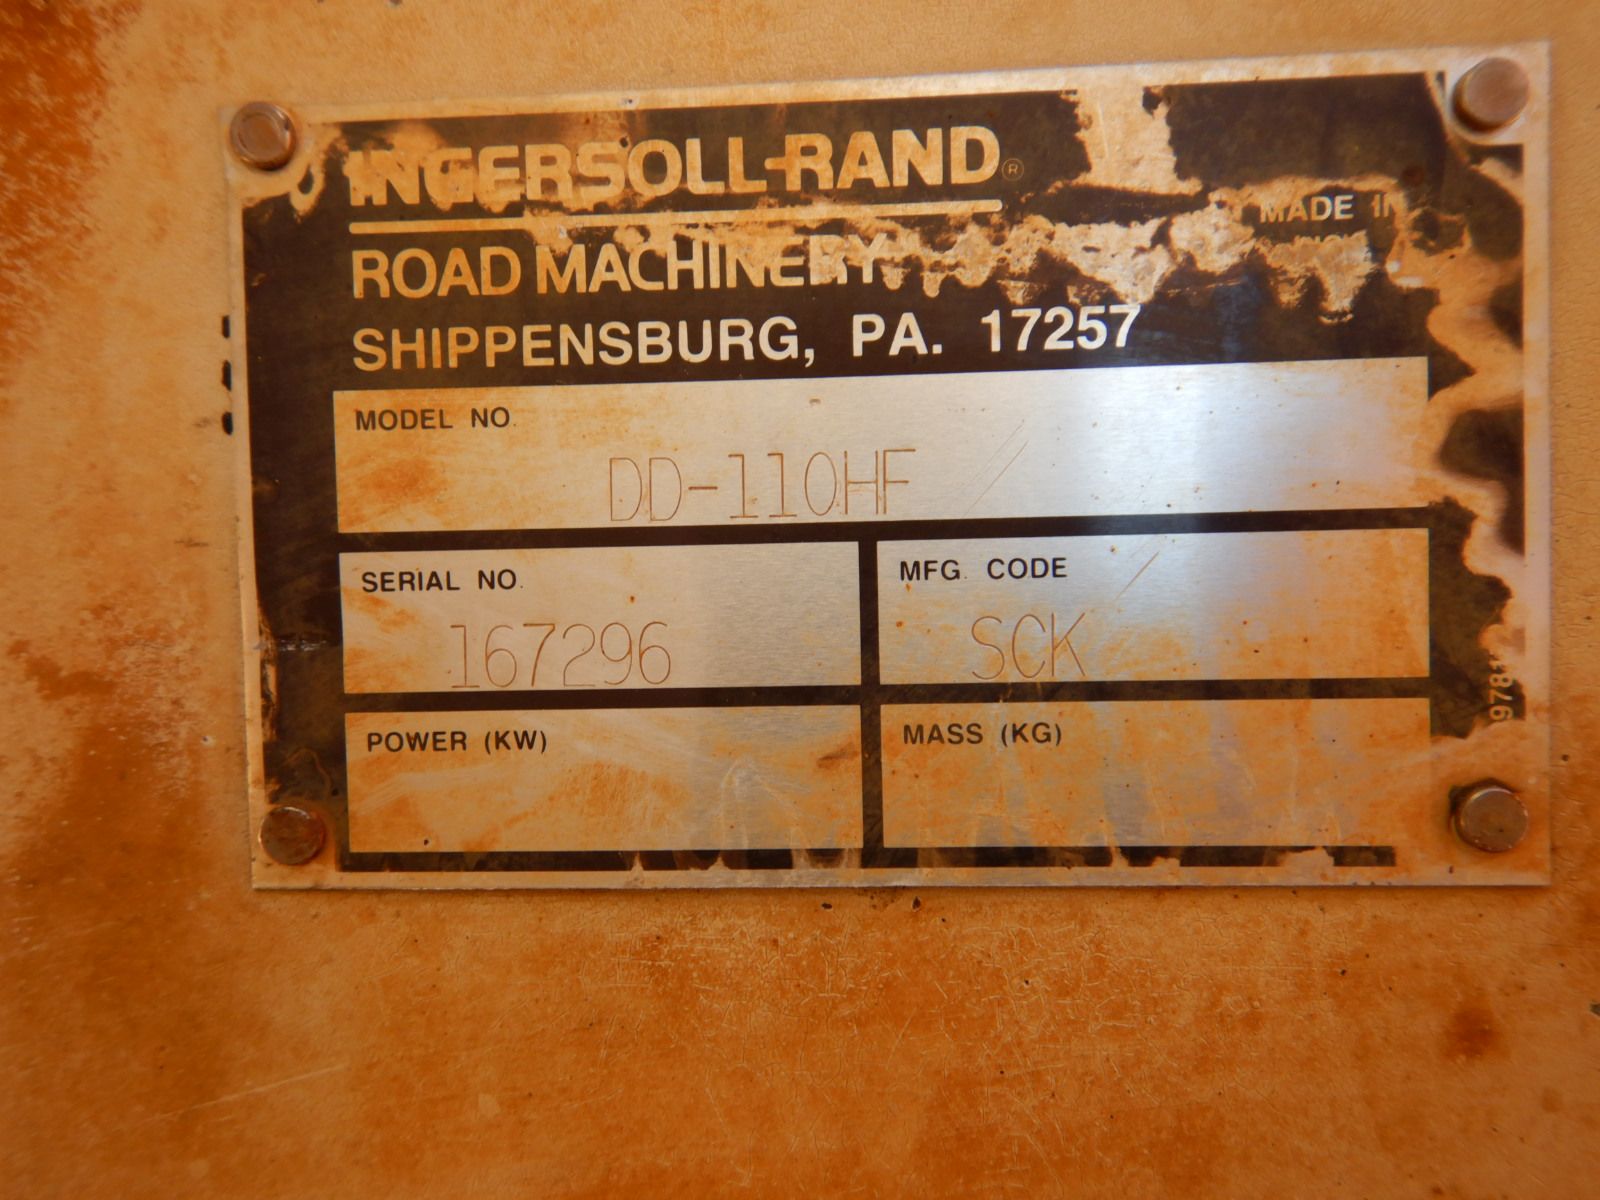 INGERSOLL-RAND®
MADE IN
ROAD MACHINERY
SHIPPENSBURG, PA. 17257
MODEL NO.
DD-110HF
SERIAL NO.
167296
MFG. CODE
SCK
POWER (KW)
MASS (KG)